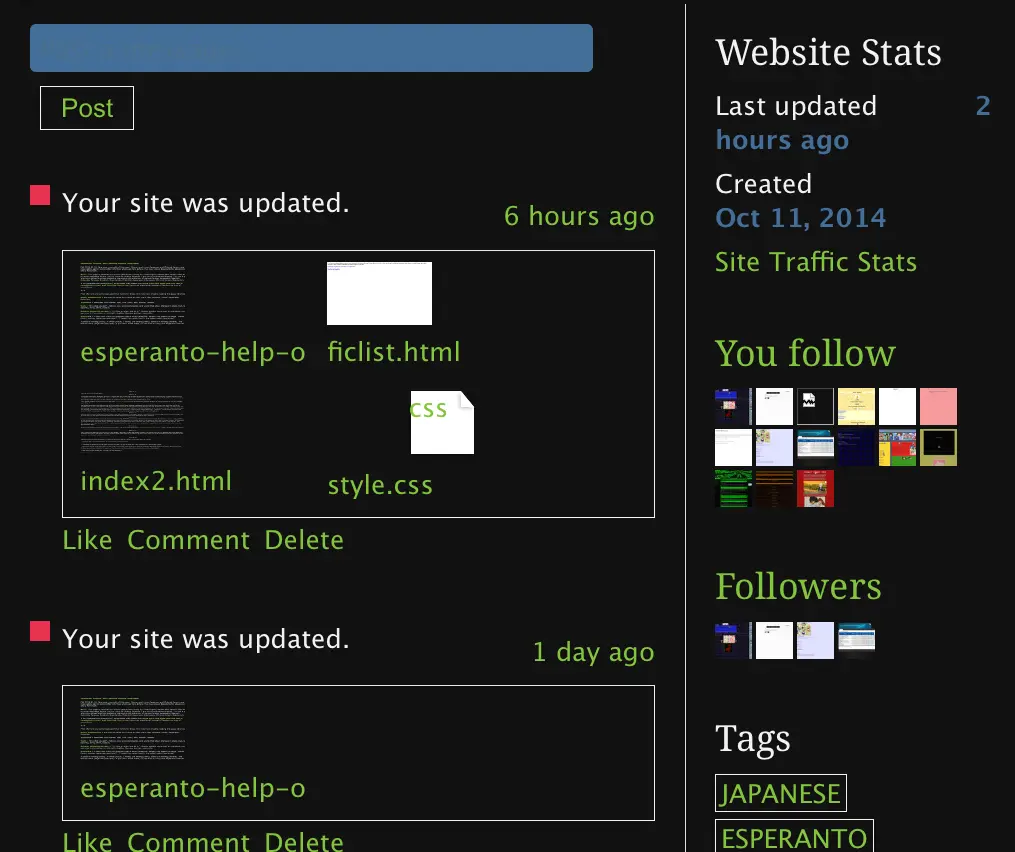 Post
Your site was updated.
6 hours ago
esperanto-help-o
ficlist.html
css
index2.html
style.css
Like Comment Delete
Your site was updated.
1 day ago
esperanto-help-o
Like Comment Delete
Website Stats
Last updated 2
hours ago
Created
Oct 11, 2014
Site Traffic Stats
You follow
Followers
Tags
JAPANESE
ESPERANTO